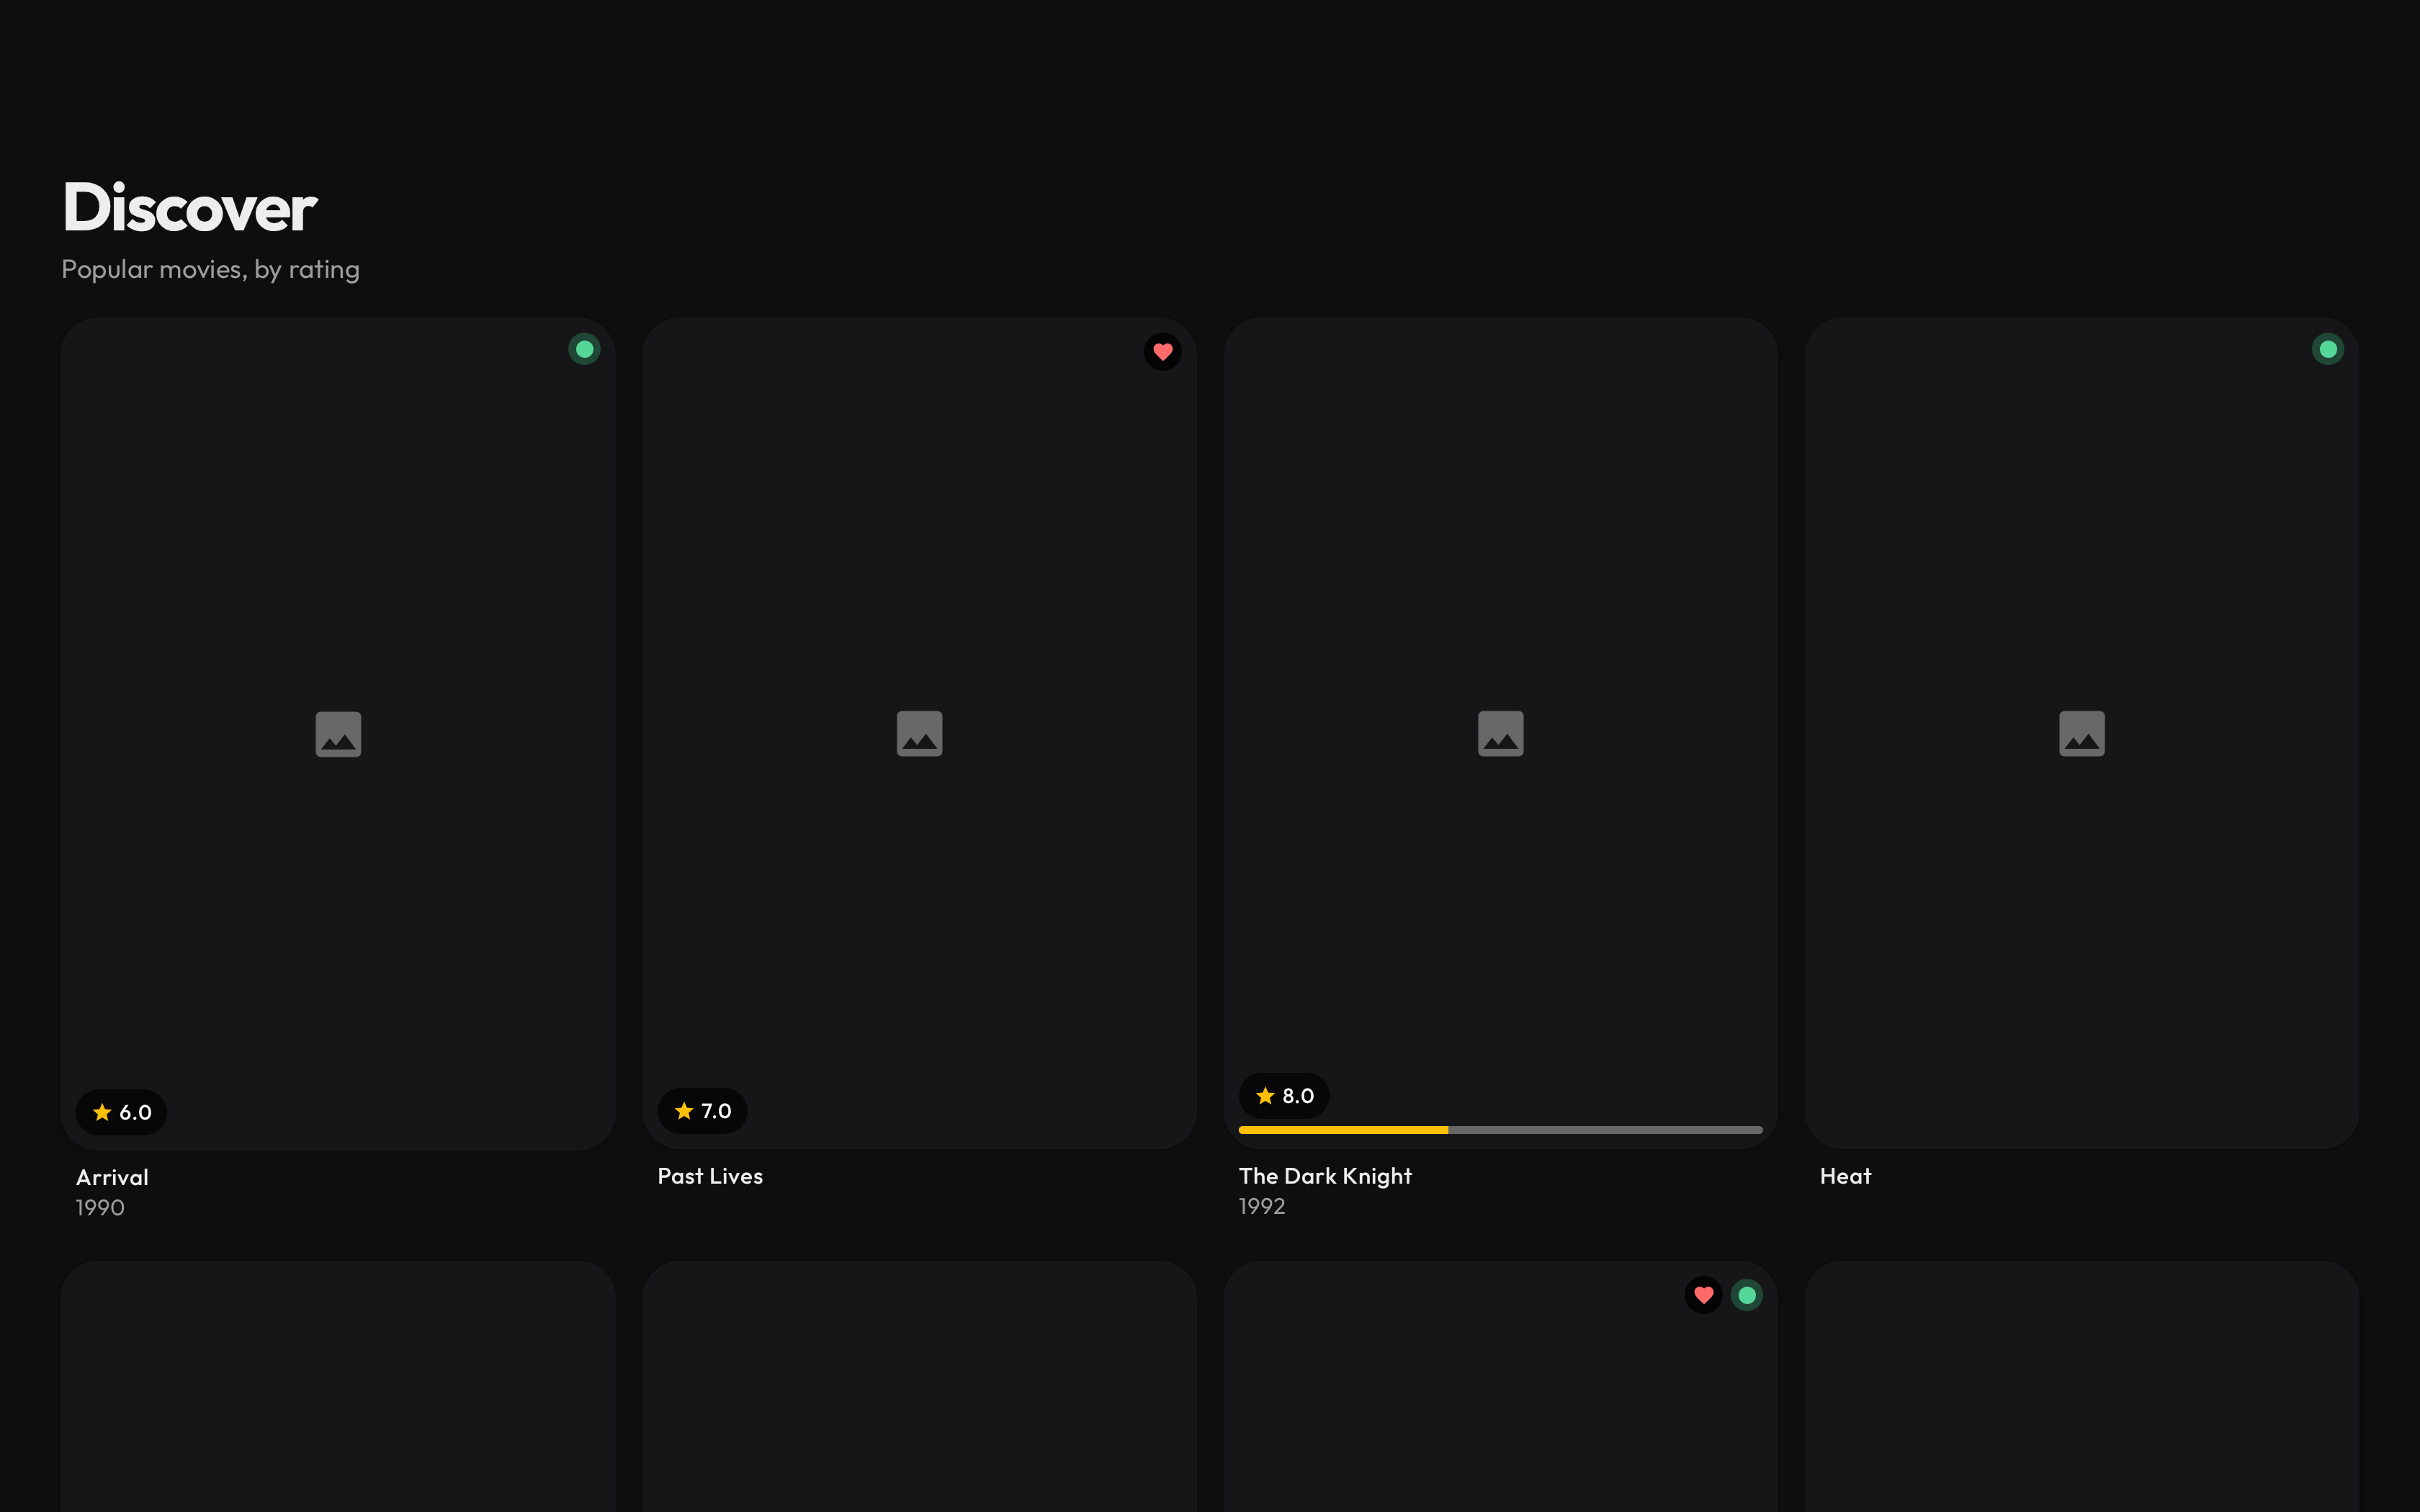 Discover
Popular movies, by rating
6.0
7.0
8.0
Arrival
1990
Past Lives
The Dark Knight
1992
Heat